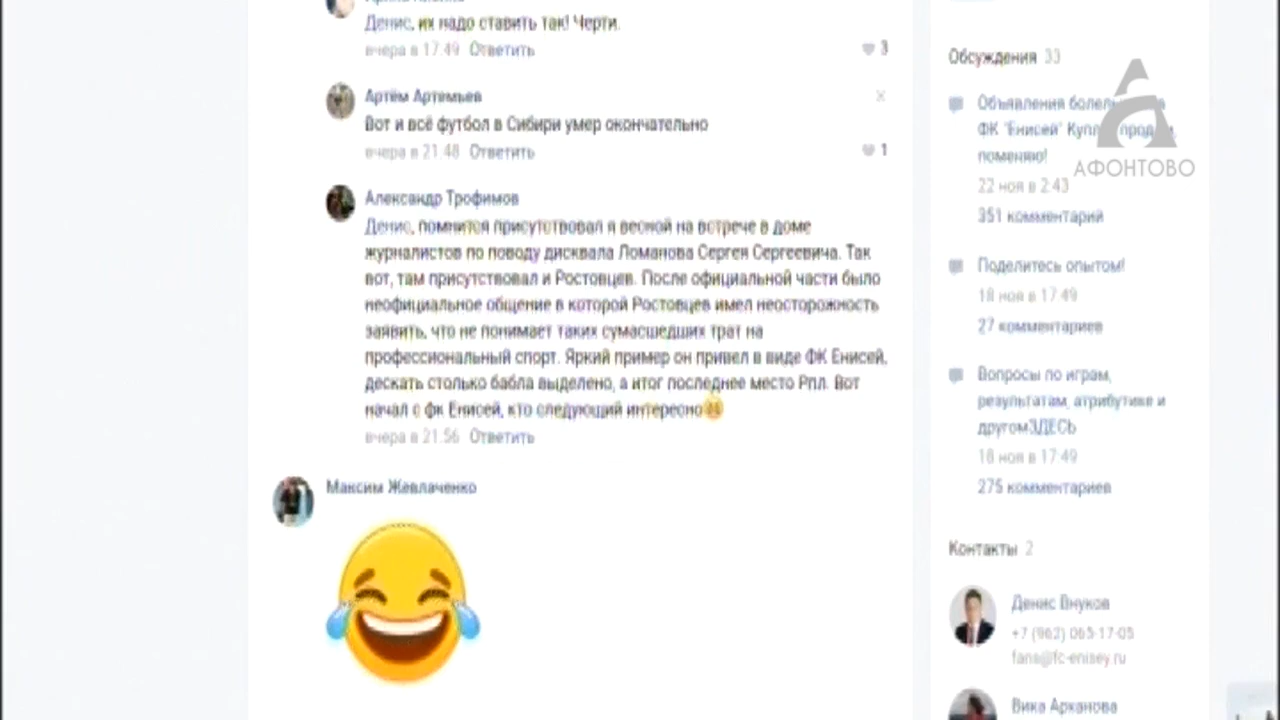 Денис, их надо ставить так! Черти.
вчера в 17:49 Ответить
3
Артём Артемьев
Вот и всё футбол в Сибири умер окончательно
вчера в 21:48 Ответить
1
Александр Трофимов
Денис, помнится присутствовал я весной на встрече в доме
журналистов по поводу дисквала Ломанова Сергея Сергеевича. Так
вот, там присутствовал и Ростовцев. После официальной части было
неофициальное общение в которой Ростовцев имел неосторожность
заявить, что не понимает таких сумасшедших трат на
профессиональный спорт. Яркий пример он привел в виде ФК Енисей,
дескать столько бабла выделено, а итог последнее место Рпл. Вот
начал с фк Енисей, кто следующий интересно
вчера в 21:56 Ответить
Максим Жевлаченко
Обсуждения 33
Объявления
ФК "Енисей"
поменяю!
22 ноя в 2:43
351 комментарий
Поделитесь опытом!
18 ноя в 17:49
27 комментариев
Вопросы по играм,
результатам, атрибутике и
другомЗДЕСЬ
18 ноя в 17:49
275 комментариев
Контакты 2
Денис Внуков
+7 (962) 065-17-05
fans@fc-enisey.ru
Вика Арканова
АФОНТОВО